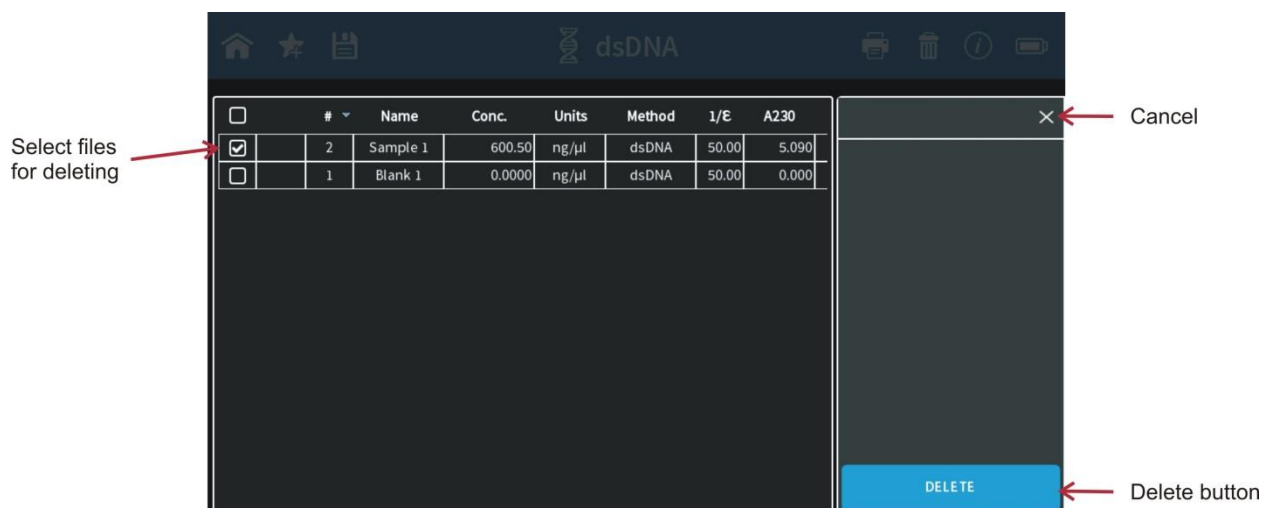 dsDNA
# Name Conc. Units Method 1/ε A230
2 Sample 1 600.50 ng/µl dsDNA 50.00 5.090
1 Blank 1 0.0000 ng/µl dsDNA 50.00 0.000
Select files
for deleting
Cancel
DELETE
Delete button